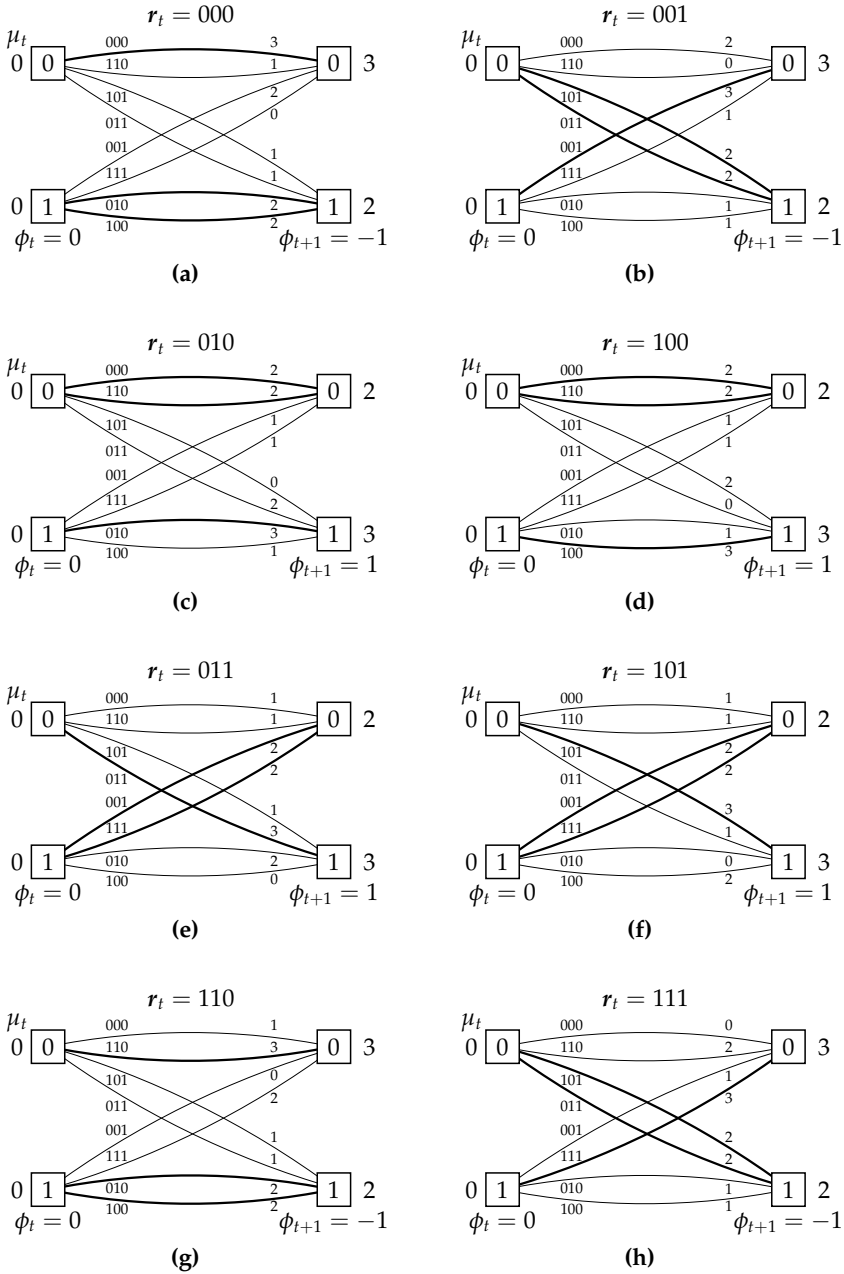 r_t = 000
μ_t
000 3
0 0 110 1 0 3
2
101 0
011
001 1
111 1
0 1 010 2 1 2
100 2
ϕ_t = 0 ϕ_{t+1} = −1
(a)
r_t = 001
μ_t
000 2
0 0 110 0 0 3
3
101 1
011
001 2
111 2
0 1 010 1 1 2
100 1
ϕ_t = 0 ϕ_{t+1} = −1
(b)
r_t = 010
μ_t
000 2
0 0 110 2 0 2
1
101 1
011
001 0
111 2
0 1 010 3 1 3
100 1
ϕ_t = 0 ϕ_{t+1} = 1
(c)
r_t = 100
μ_t
000 2
0 0 110 2 0 2
1
101 1
011
001 2
111 0
0 1 010 1 1 3
100 3
ϕ_t = 0 ϕ_{t+1} = 1
(d)
r_t = 011
μ_t
000 1
0 0 110 1 0 2
2
101 2
011
001 1
111 3
0 1 010 2 1 3
100 0
ϕ_t = 0 ϕ_{t+1} = 1
(e)
r_t = 101
μ_t
000 1
0 0 110 1 0 2
2
101 2
011
001 3
111 1
0 1 010 0 1 3
100 2
ϕ_t = 0 ϕ_{t+1} = 1
(f)
r_t = 110
μ_t
000 1
0 0 110 3 0 3
0
101 2
011
001 1
111 1
0 1 010 2 1 2
100 2
ϕ_t = 0 ϕ_{t+1} = −1
(g)
r_t = 111
μ_t
000 0
0 0 110 2 0 3
1
101 3
011
001 2
111 2
0 1 010 1 1 2
100 1
ϕ_t = 0 ϕ_{t+1} = −1
(h)